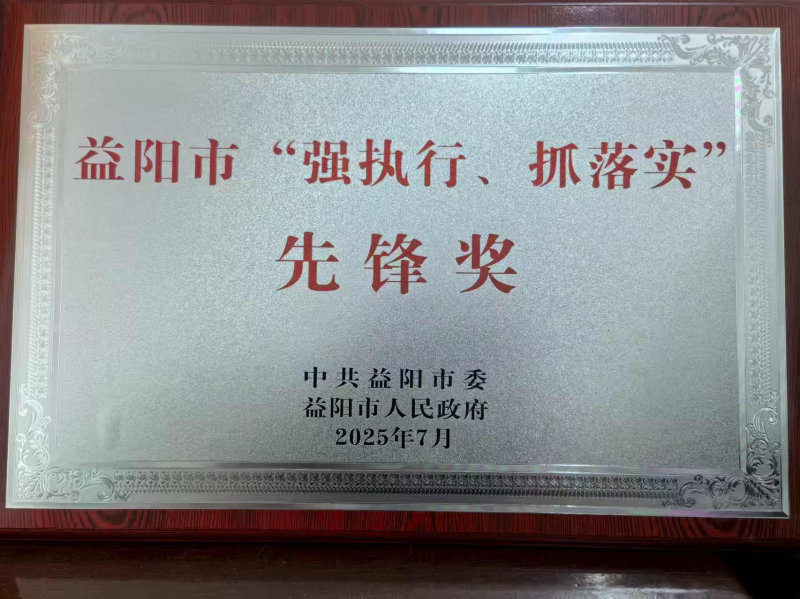 益阳市“强执行、抓落实”
先锋奖
中共益阳市委
益阳市人民政府
2025年7月